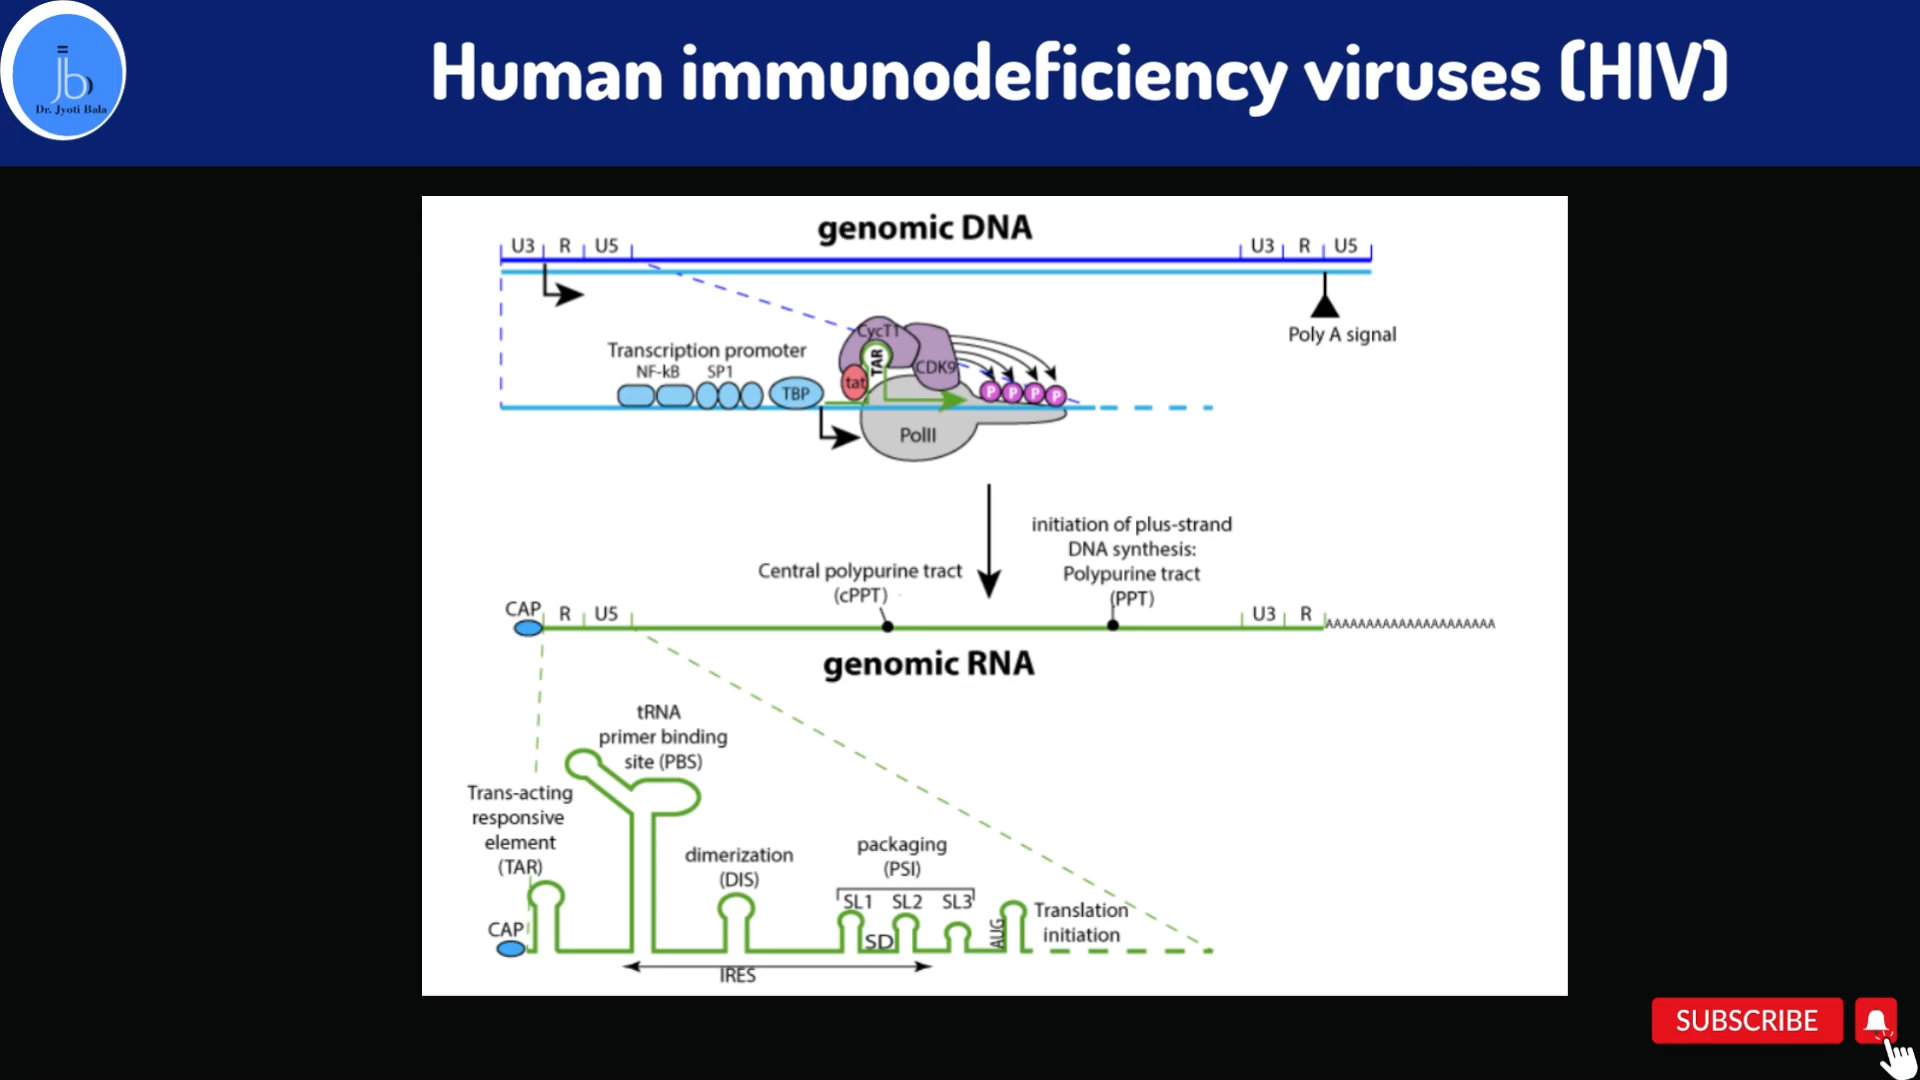 Human immunodeficiency viruses (HIV)
jb
Dr. Jyoti Bala
genomic DNA
U3 R U5
U3 R U5
Poly A signal
Transcription promoter
NF-kB SP1
TBP
CycT1
TAR
CDK9
tat
P P P P
PolII
initiation of plus-strand
DNA synthesis:
Polypurine tract
(PPT)
Central polypurine tract
(cPPT)
CAP R U5
U3 R AAAAAAAAAAAAAAAAAAAAA
genomic RNA
tRNA
primer binding
site (PBS)
Trans-acting
responsive
element
(TAR)
dimerization
(DIS)
packaging
(PSI)
SL1 SL2 SL3
SD
AUG
Translation
initiation
CAP
IRES
SUBSCRIBE